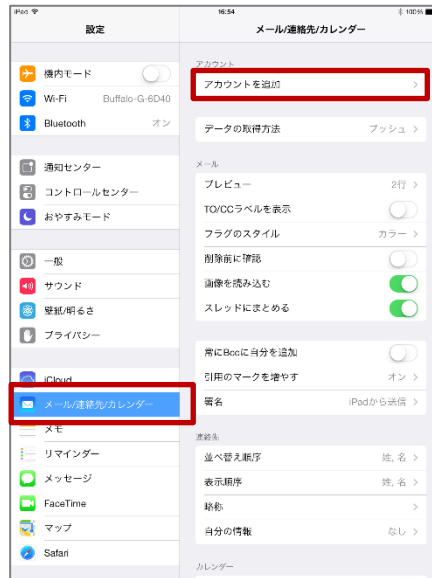 iPad
16:54
100%
設定
メール/連絡先/カレンダー
機内モード
Wi-Fi
Buffalo-G-6D40
Bluetooth
オン
通知センター
コントロールセンター
おやすみモード
一般
サウンド
壁紙/明るさ
プライバシー
iCloud
メール/連絡先/カレンダー
メモ
リマインダー
メッセージ
FaceTime
マップ
Safari
アカウント
アカウントを追加
データの取得方法
プッシュ
メール
プレビュー
2行
TO/CCラベルを表示
フラグのスタイル
カラー
削除前に確認
画像を読み込む
スレッドにまとめる
常にBccに自分を追加
引用のマークを増やす
オン
署名
iPadから送信
連絡先
並べ替え順序
姓, 名
表示順序
姓, 名
略称
自分の情報
なし
カレンダー